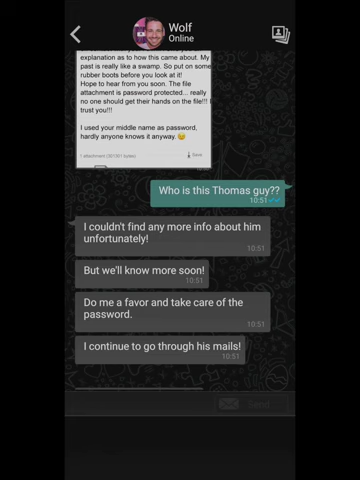 Wolf
Online
explanation as to how this came about. My
past is really like a swamp. So put on some
rubber boots before you look at it!
Hope to hear from you soon. The file
attachment is password protected... really
no one should get their hands on the file!!! I
trust you!!!
I used your middle name as password,
hardly anyone knows it anyway. 😉
1 attachment
Save
Who is this Thomas guy??
10:51
I couldn't find any more info about him
unfortunately!
10:51
But we'll know more soon!
10:51
Do me a favor and take care of the
password.
10:51
I continue to go through his mails!
10:51
Send